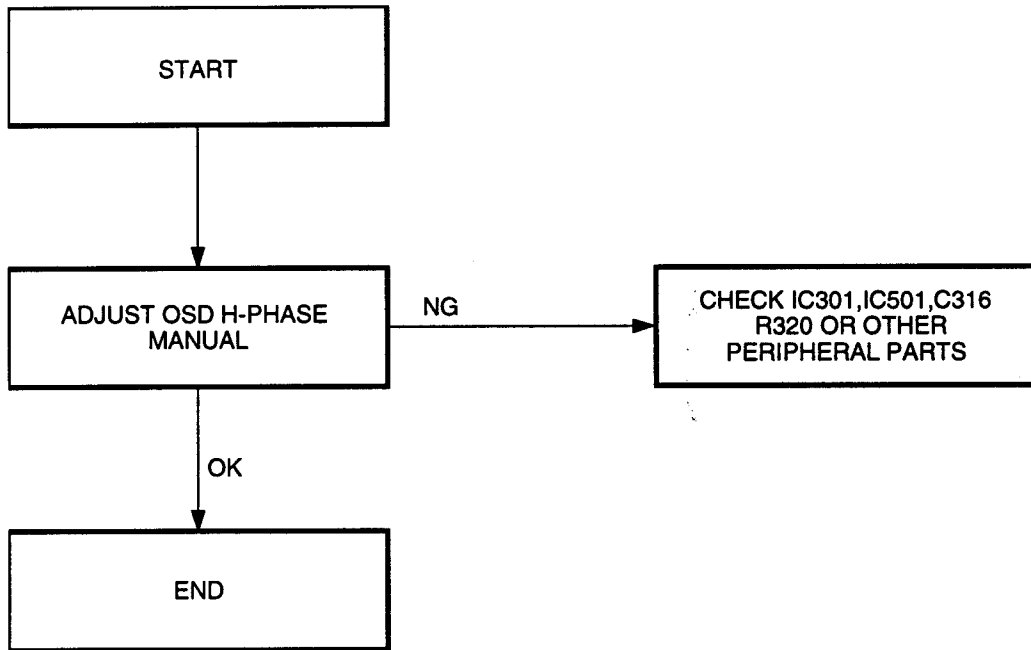 START
ADJUST OSD H-PHASE
MANUAL
NG
CHECK IC301,IC501,C316
R320 OR OTHER
PERIPHERAL PARTS
OK
END